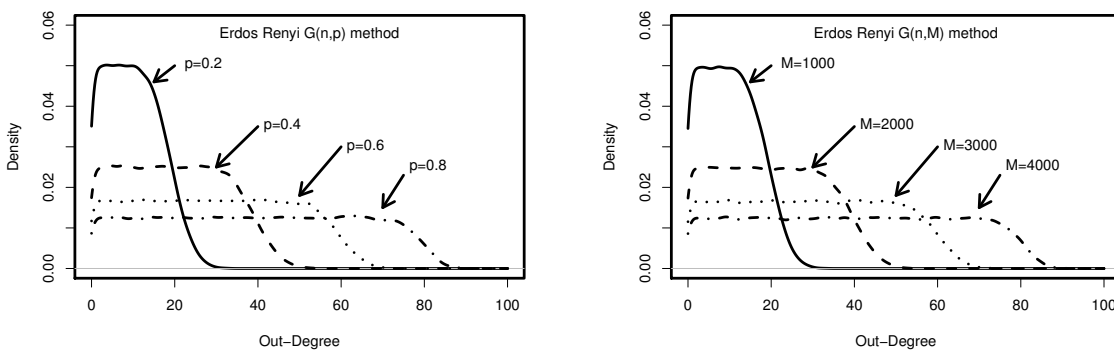 Erdos Renyi G(n,p) method
p=0.2
p=0.4
p=0.6
p=0.8
Density
0.00
0.02
0.04
0.06
0
20
40
60
80
100
Out−Degree
Erdos Renyi G(n,M) method
M=1000
M=2000
M=3000
M=4000
Density
0.00
0.02
0.04
0.06
0
20
40
60
80
100
Out−Degree